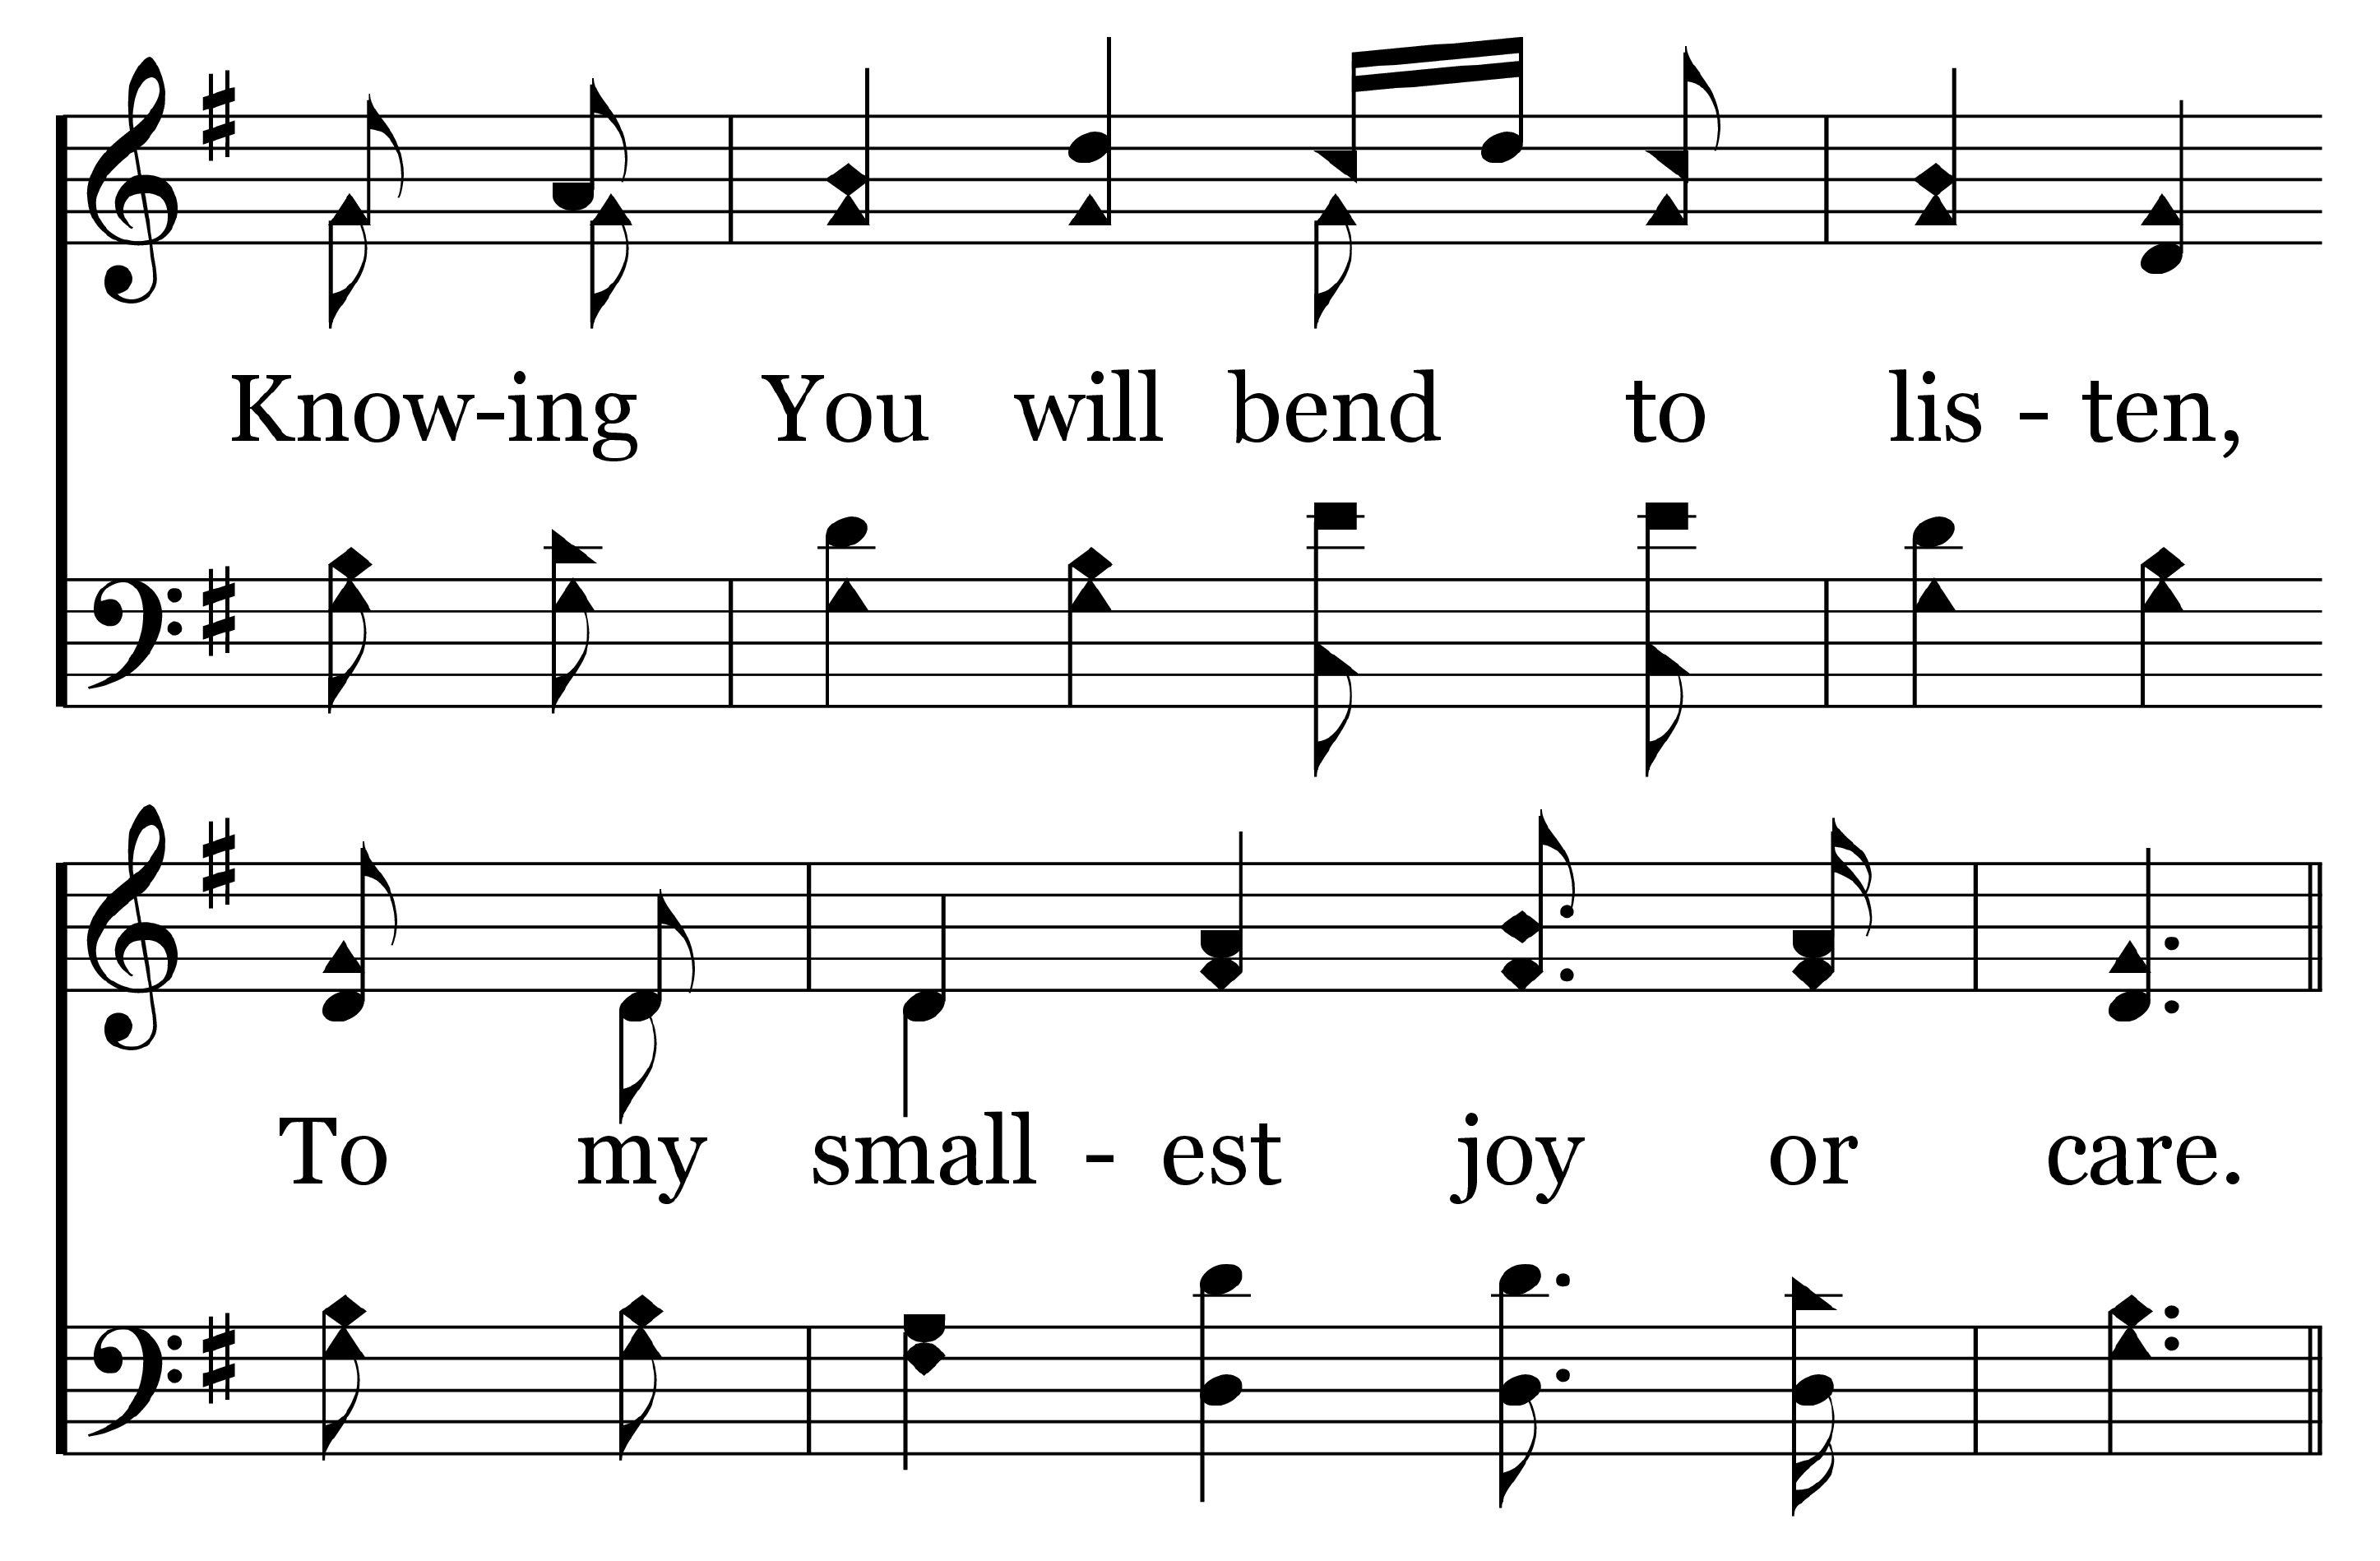 Know-ing You will bend to lis - ten,
To my small - est joy or care.